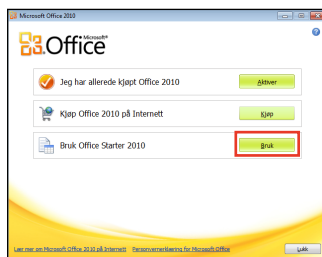 Microsoft Office 2010
Microsoft®
Office
Jeg har allerede kjøpt Office 2010
Aktiver
Kjøp Office 2010 på Internett
Kjøp
Bruk Office Starter 2010
Bruk
Lær mer om Microsoft Office 2010 på Internett Personvernerklæring for Microsoft Office
Lukk